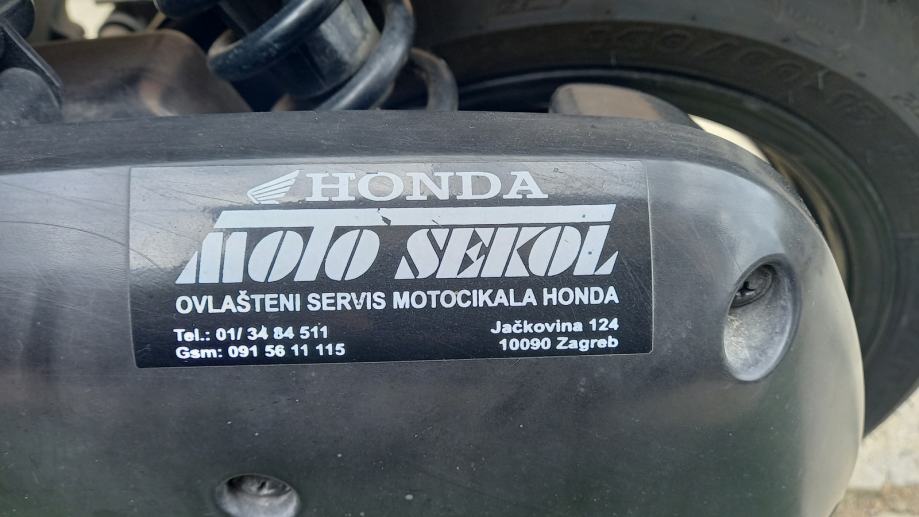 HONDA
MOTO SEKOL
OVLAŠTENI SERVIS MOTOCIKALA HONDA
Tel.: 01/ 34 84 511
Gsm: 091 56 11 115
Jačkovina 124
10090 Zagreb